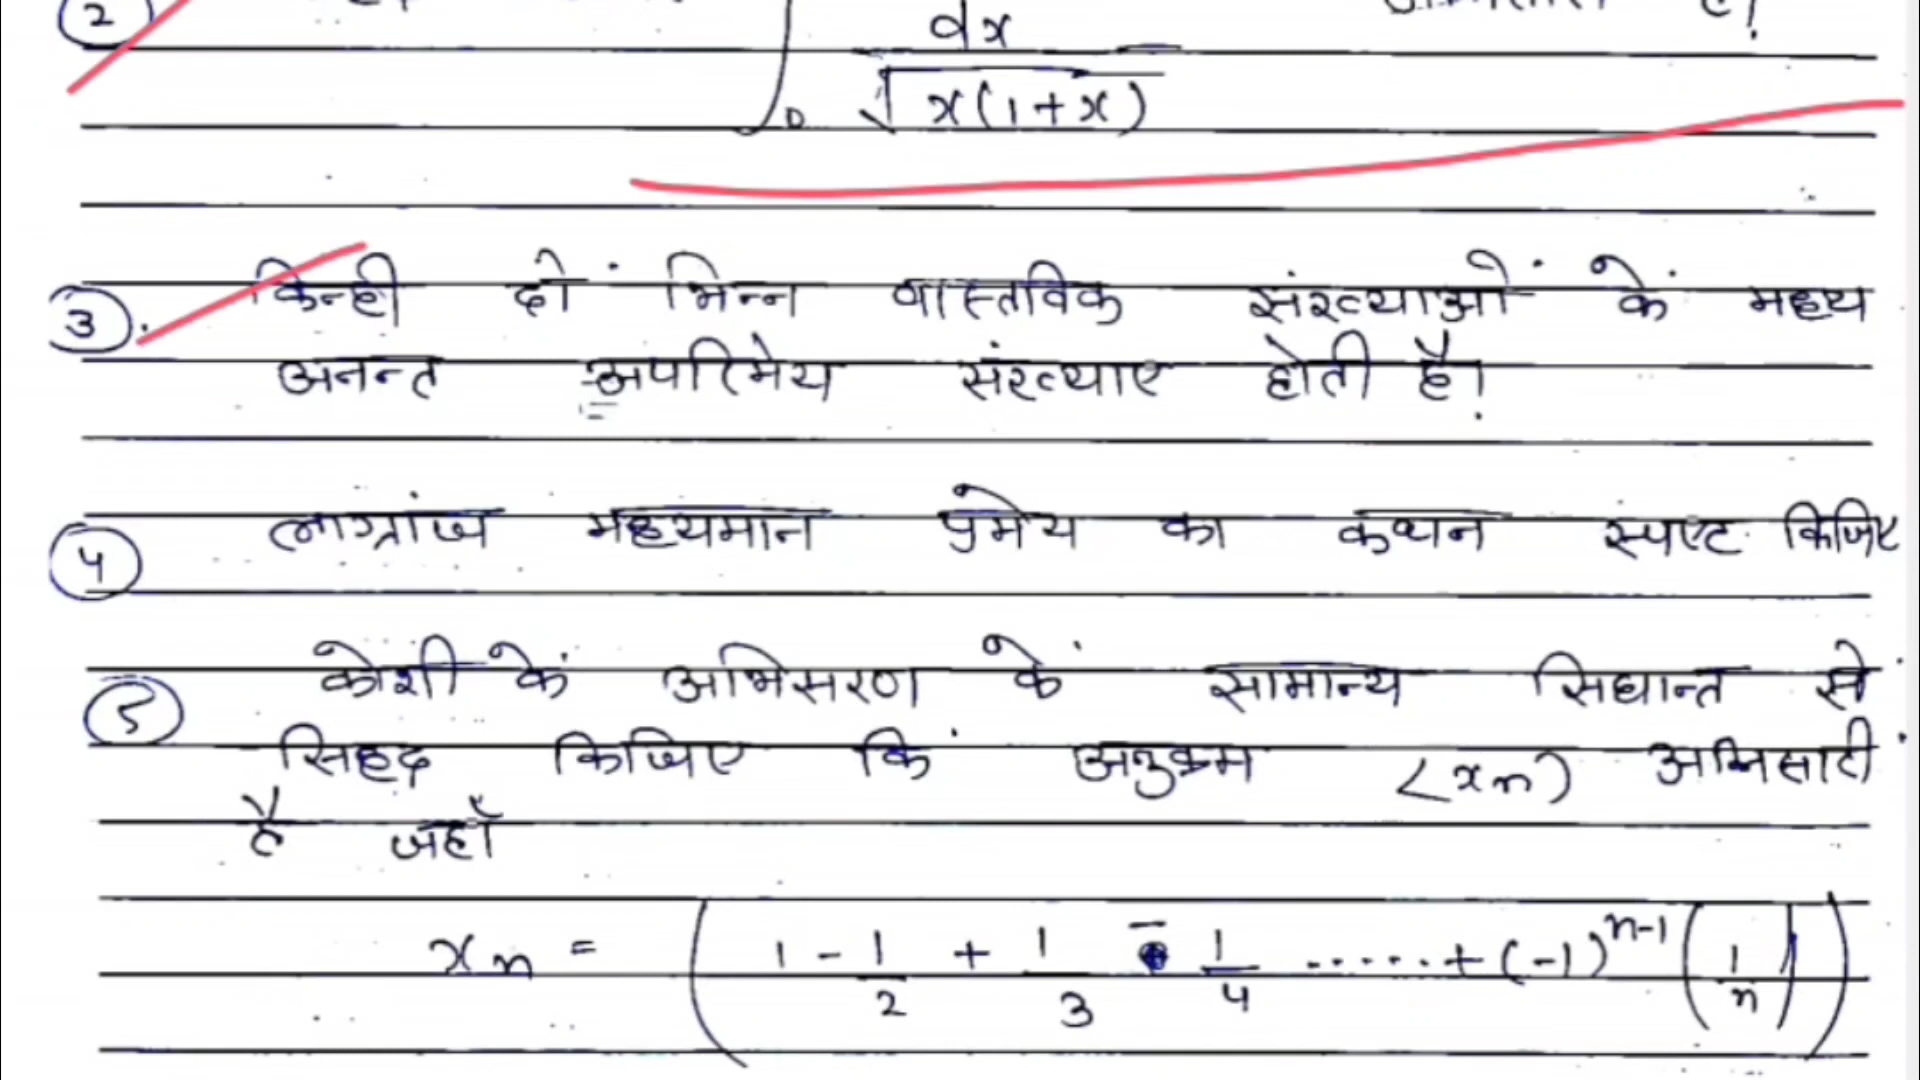 2
dx
∫0 √x(1+x)
है।
3. किन्ही दो भिन्न वास्तविक संख्याओं कें मध्य
अनन्त अपरिमेय संख्याए होती है।
4 लाग्रांज मध्यमान प्रमेय का कथन स्पष्ट किजिए
5 कोशी कें अभिसरण कें सामान्य सिधान्त से
सिध्द किजिए कि अनुक्रम <xn> अभिसारी
है जहाँ
xn = ( 1 - 1/2 + 1/3 - 1/4 ......+ (-1)^n-1 (1/n) )